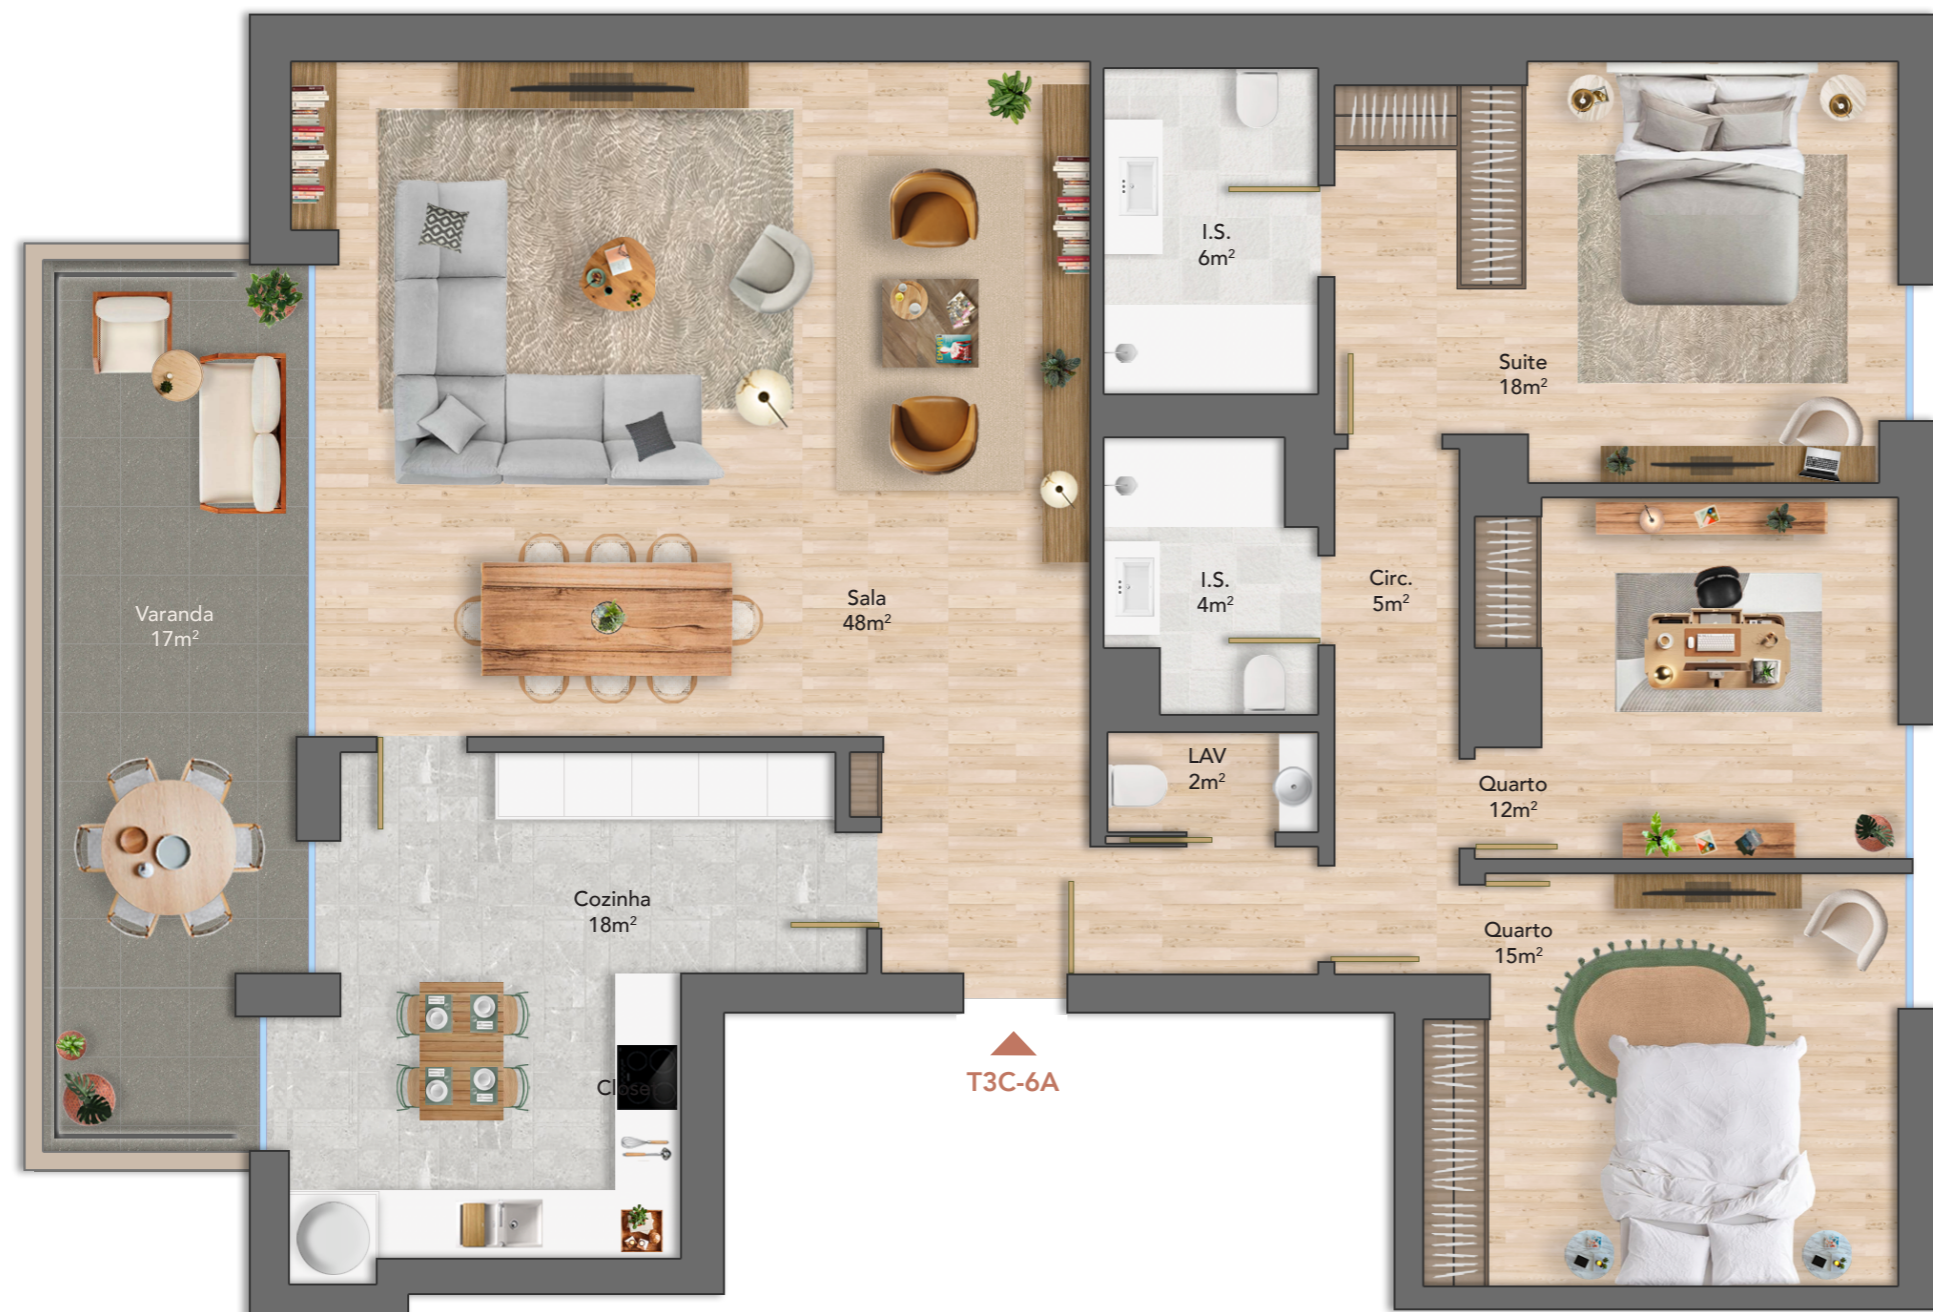 I.S.
6m²
Suite
18m²
Varanda
17m²
Sala
48m²
I.S.
4m²
Circ.
5m²
LAV
2m²
Quarto
12m²
Cozinha
18m²
Quarto
15m²
Close
T3C-6A